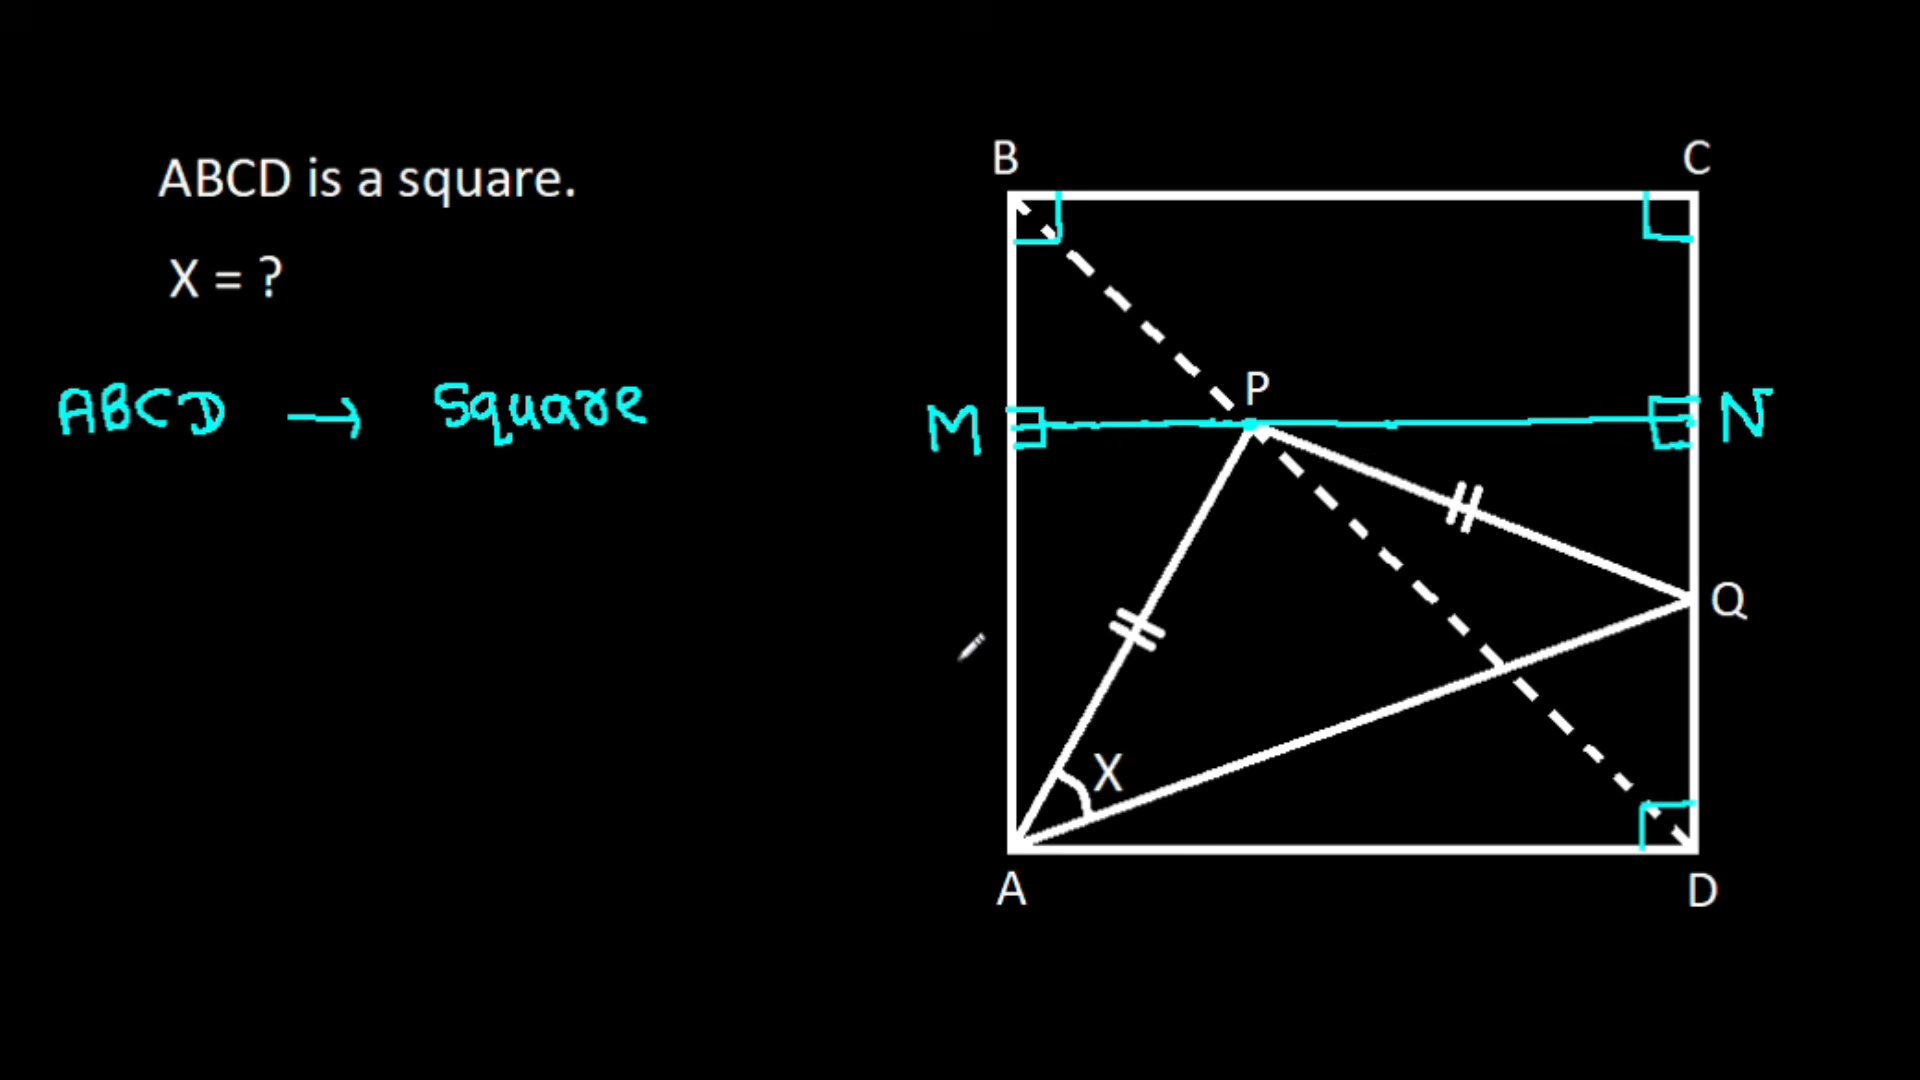 ABCD is a square.
X = ?
ABCD → Square
B
C
P
M
N
Q
X
A
D